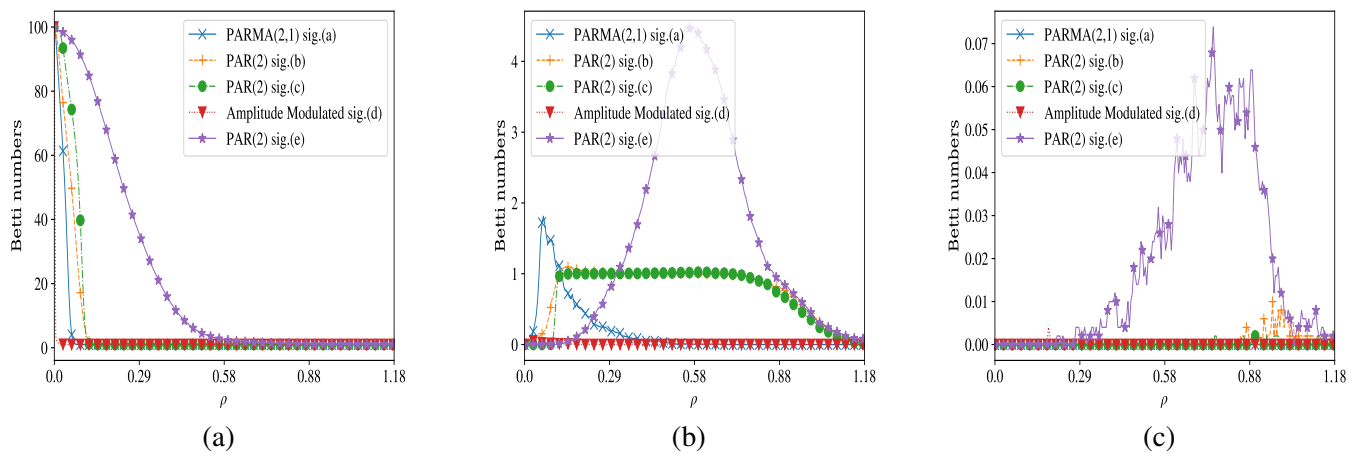 100
80
60
40
20
0
Betti numbers
0.0 0.29 0.58 0.88 1.18
ρ
PARMA(2,1) sig.(a)
PAR(2) sig.(b)
PAR(2) sig.(c)
Amplitude Modulated sig.(d)
PAR(2) sig.(e)
(a)
4
3
2
1
0
Betti numbers
0.0 0.29 0.58 0.88 1.18
ρ
PARMA(2,1) sig.(a)
PAR(2) sig.(b)
PAR(2) sig.(c)
Amplitude Modulated sig.(d)
PAR(2) sig.(e)
(b)
0.07
0.06
0.05
0.04
0.03
0.02
0.01
0.00
Betti numbers
0.0 0.29 0.58 0.88 1.18
ρ
PARMA(2,1) sig.(a)
PAR(2) sig.(b)
PAR(2) sig.(c)
Amplitude Modulated sig.(d)
PAR(2) sig.(e)
(c)